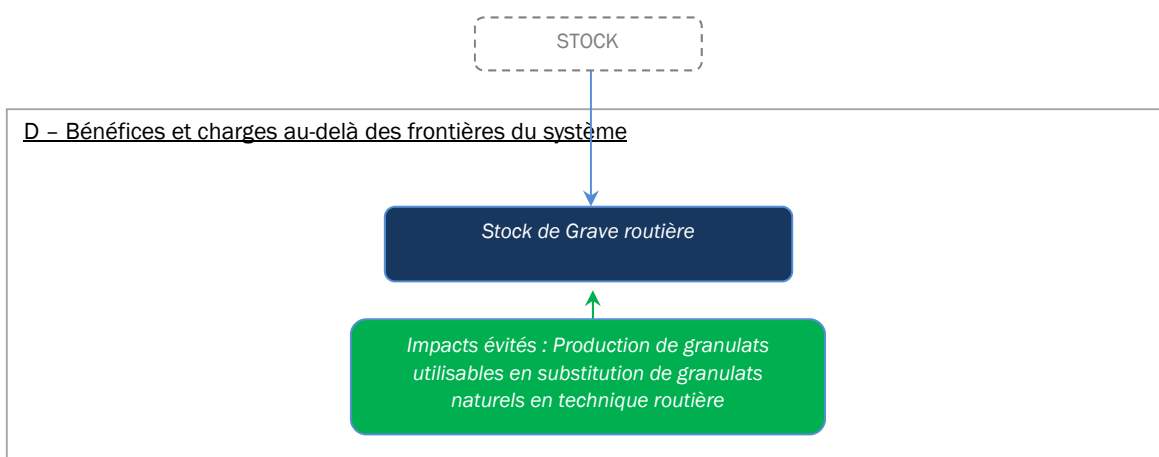 STOCK
D – Bénéfices et charges au-delà des frontières du système
Stock de Grave routière
Impacts évités : Production de granulats
utilisables en substitution de granulats
naturels en technique routière